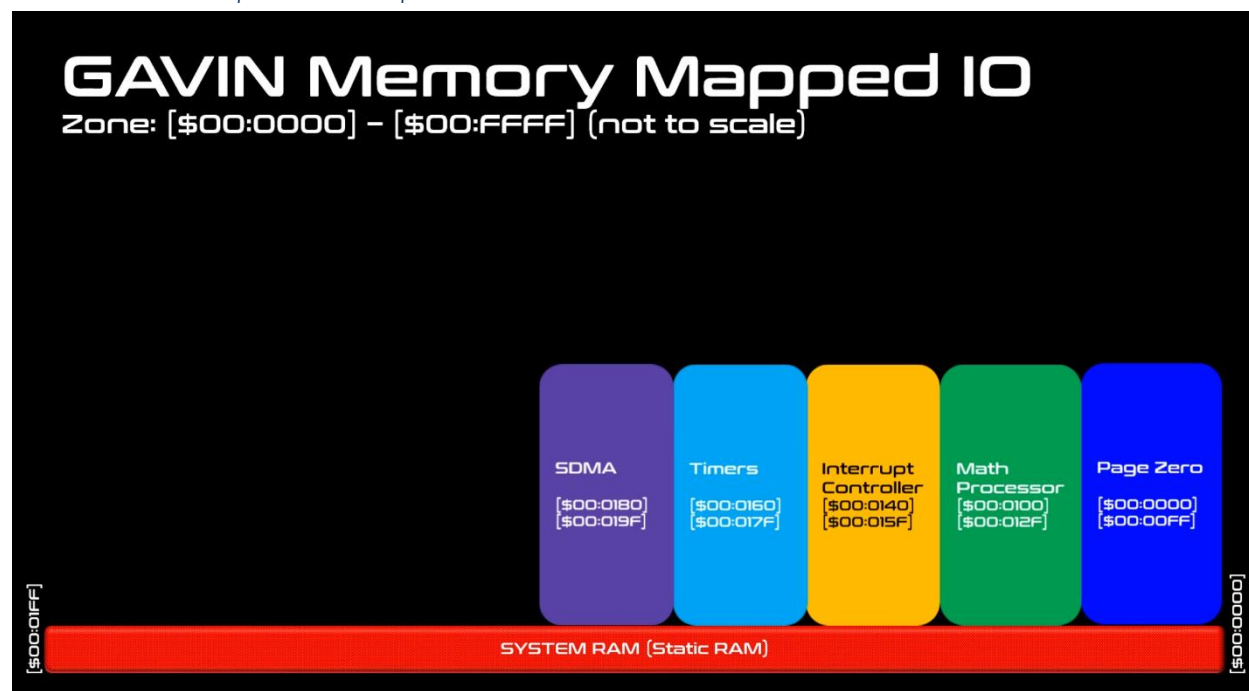 GAVIN Memory Mapped IO
Zone: [$00:0000] – [$00:FFFF] (not to scale)
SDMA
[$00:0180]
[$00:019F]
Timers
[$00:0160]
[$00:017F]
Interrupt
Controller
[$00:0140]
[$00:015F]
Math
Processor
[$00:0100]
[$00:012F]
Page Zero
[$00:0000]
[$00:00FF]
[$00:01FF]
SYSTEM RAM (Static RAM)
[$00:0000]